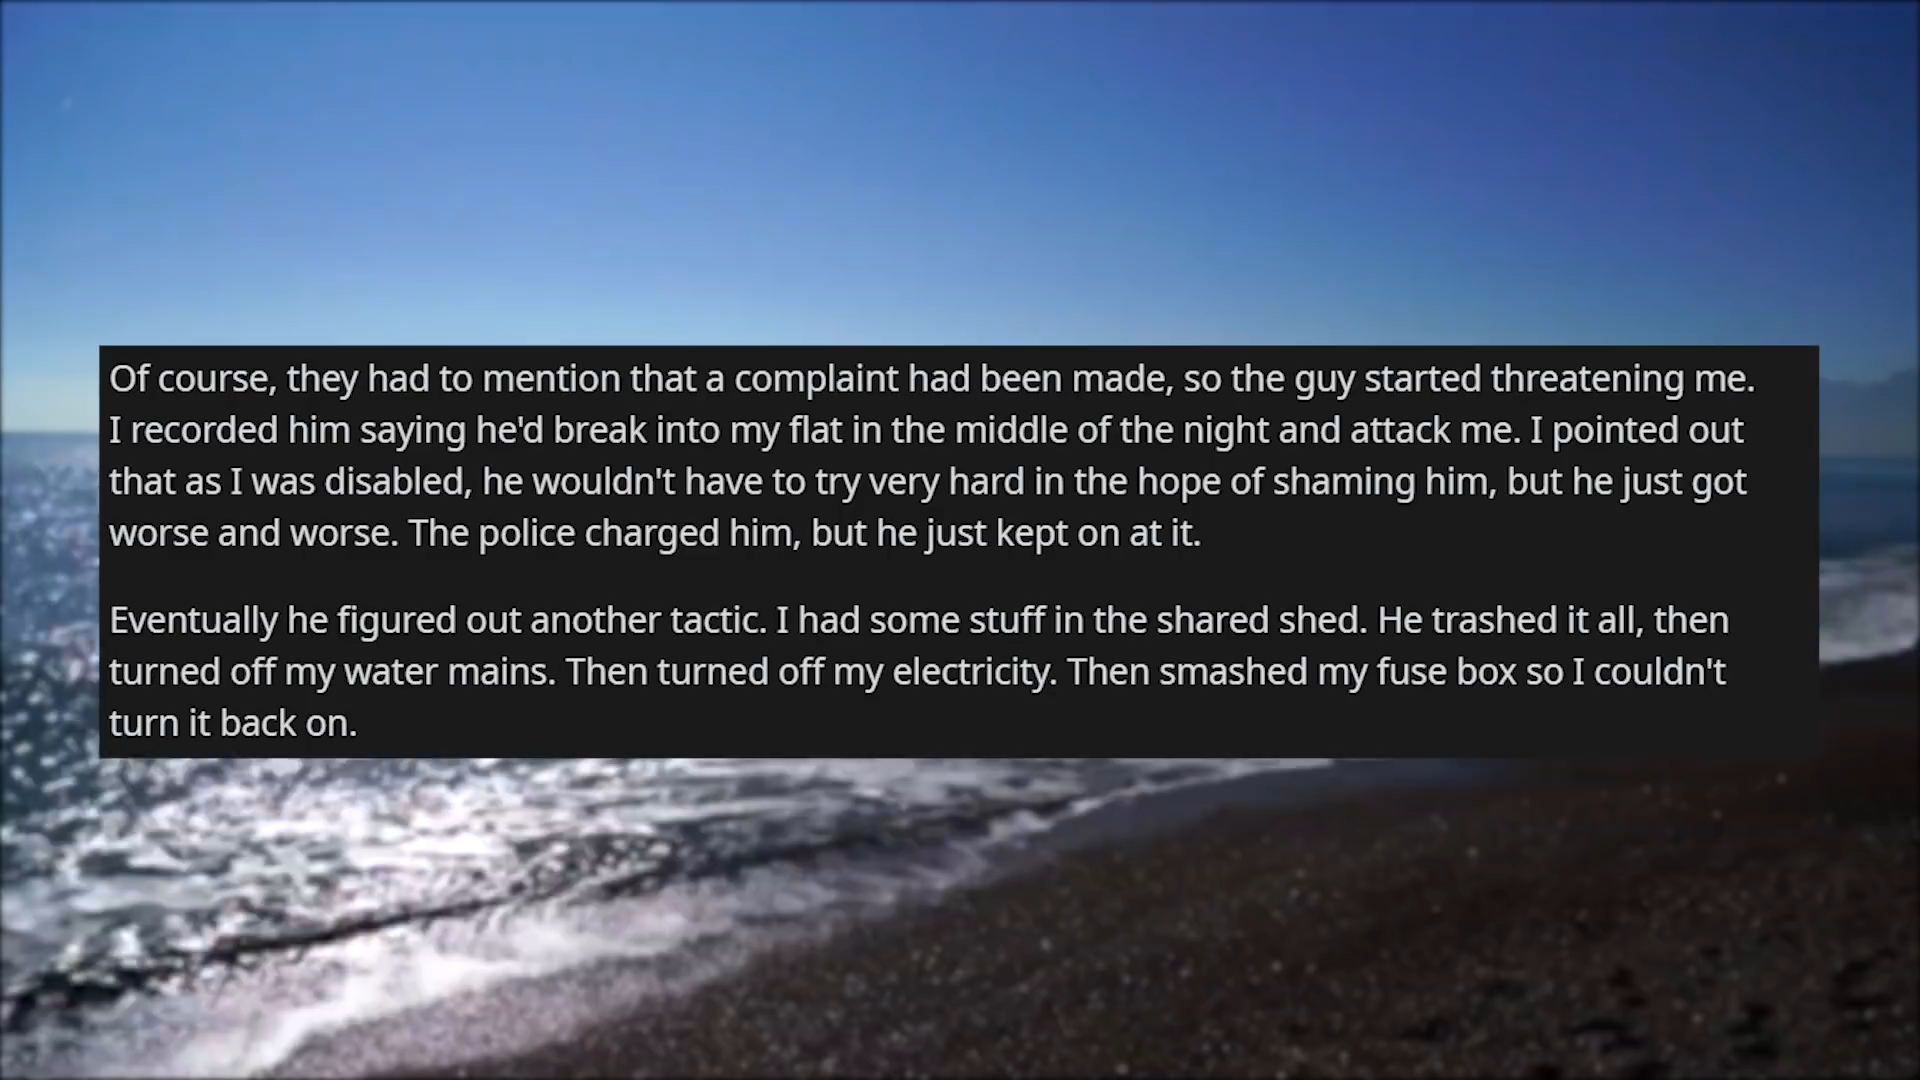 Of course, they had to mention that a complaint had been made, so the guy started threatening me.
I recorded him saying he'd break into my flat in the middle of the night and attack me. I pointed out
that as I was disabled, he wouldn't have to try very hard in the hope of shaming him, but he just got
worse and worse. The police charged him, but he just kept on at it.
Eventually he figured out another tactic. I had some stuff in the shared shed. He trashed it all, then
turned off my water mains. Then turned off my electricity. Then smashed my fuse box so I couldn't
turn it back on.